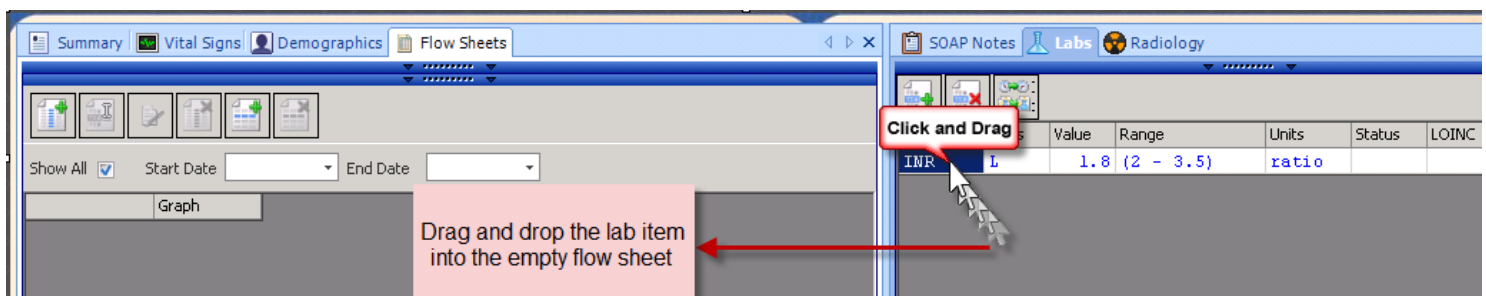 Summary Vital Signs Demographics Flow Sheets
Show All Start Date End Date
Graph
Drag and drop the lab item
into the empty flow sheet
SOAP Notes Labs Radiology
Click and Drag
Value Range Units Status LOINC
INR L 1.8 (2 - 3.5) ratio